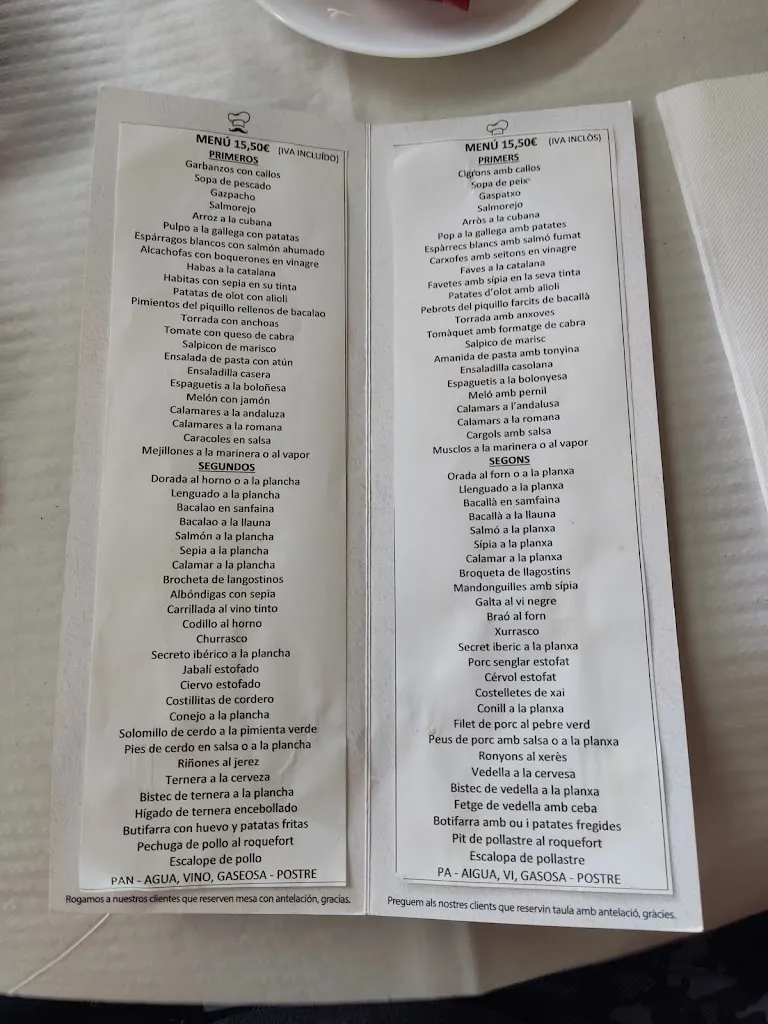 MENÚ 15,50€ (IVA INCLUÍDO)
PRIMEROS
Garbanzos con callos
Sopa de pescado
Gazpacho
Salmorejo
Arroz a la cubana
Pulpo a la gallega con patatas
Espárragos blancos con salmón ahumado
Alcachofas con boquerones en vinagre
Habas a la catalana
Habitas con sepia en su tinta
Patatas de olot con alioli
Pimientos del piquillo rellenos de bacalao
Torrada con anchoas
Tomate con queso de cabra
Salpicon de marisco
Ensalada de pasta con atún
Ensaladilla casera
Espaguetis a la boloñesa
Melón con jamón
Calamares a la andaluza
Calamares a la romana
Caracoles en salsa
Mejillones a la marinera o al vapor
SEGUNDOS
Dorada al horno o a la plancha
Lenguado a la plancha
Bacalao en sanfaina
Bacalao a la llauna
Salmón a la plancha
Sepia a la plancha
Calamar a la plancha
Brocheta de langostinos
Albóndigas con sepia
Carrillada al vino tinto
Codillo al horno
Churrasco
Secreto ibérico a la plancha
Jabalí estofado
Ciervo estofado
Costillitas de cordero
Conejo a la plancha
Solomillo de cerdo a la pimienta verde
Pies de cerdo en salsa o a la plancha
Riñones al jerez
Ternera a la cerveza
Bistec de ternera a la plancha
Hígado de ternera encebollado
Butifarra con huevo y patatas fritas
Pechuga de pollo al roquefort
Escalope de pollo
PAN - AGUA, VINO, GASEOSA - POSTRE
Rogamos a nuestros clientes que reserven mesa con antelación, gracias.
MENÚ 15,50€ (IVA INCLÒS)
PRIMERS
Cigrons amb callos
Sopa de peix
Gaspatxo
Salmorejo
Arròs a la cubana
Pop a la gallega amb patates
Espàrrecs blancs amb salmó fumat
Carxofes amb seitons en vinagre
Faves a la catalana
Favetes amb sípia en la seva tinta
Patates d'olot amb alioli
Pebrots del piquillo farcits de bacallà
Torrada amb anxoves
Tomàquet amb formatge de cabra
Salpico de marisc
Amanida de pasta amb tonyina
Ensaladilla casolana
Espaguetis a la bolonyesa
Meló amb pernil
Calamars a l'andalusa
Calamars a la romana
Cargols amb salsa
Musclos a la marinera o al vapor
SEGONS
Orada al forn o a la planxa
Llenguado a la planxa
Bacallà en samfaina
Bacallà a la llauna
Salmó a la planxa
Sípia a la planxa
Calamar a la planxa
Broqueta de llagostins
Mandonguilles amb sípia
Galta al vi negre
Braó al forn
Xurrasco
Secret iberic a la planxa
Porc senglar estofat
Cérvol estofat
Costelletes de xai
Conill a la planxa
Filet de porc al pebre verd
Peus de porc amb salsa o a la planxa
Ronyons al xerès
Vedella a la cervesa
Bistec de vedella a la planxa
Fetge de vedella amb ceba
Botifarra amb ou i patates fregides
Pit de pollastre al roquefort
Escalopa de pollastre
PA - AIGUA, VI, GASOSA - POSTRE
Preguem als nostres clients que reservin taula amb antelació, gràcies.